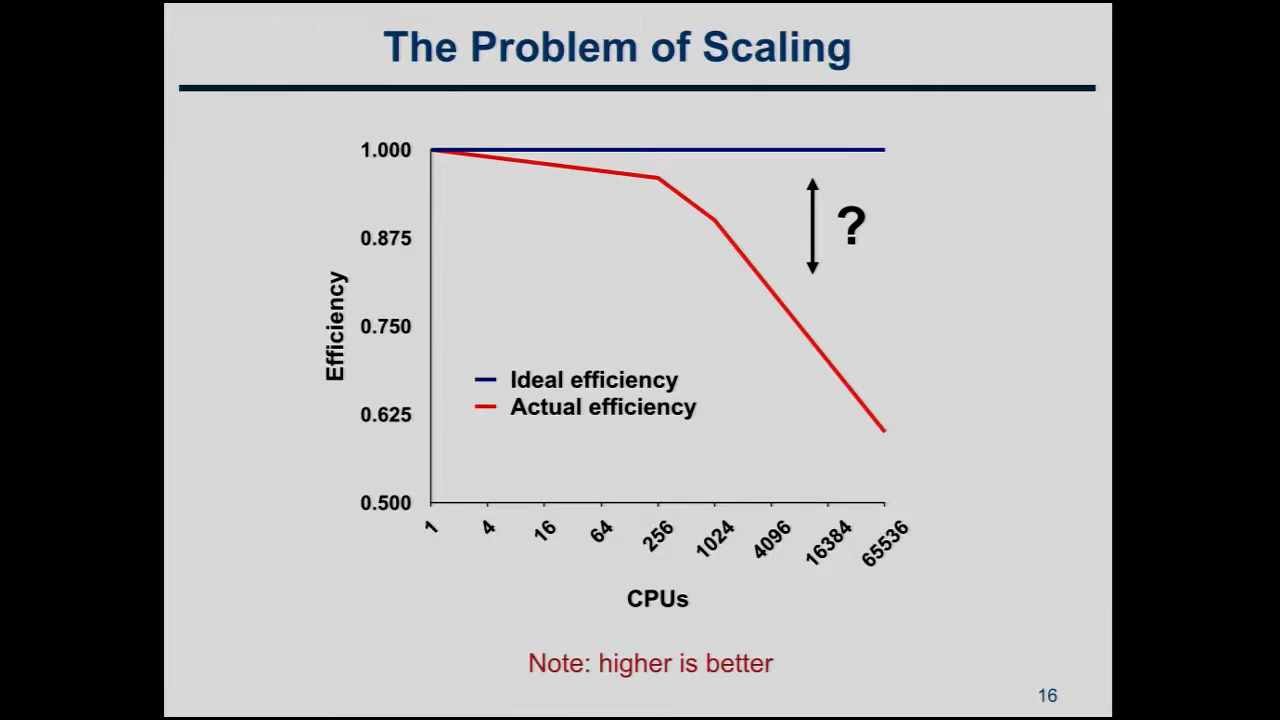 The Problem of Scaling
1.000
0.875
0.750
0.625
0.500
Efficiency
?
Ideal efficiency
Actual efficiency
1
4
16
64
256
1024
4096
16384
65536
CPUs
Note: higher is better
16